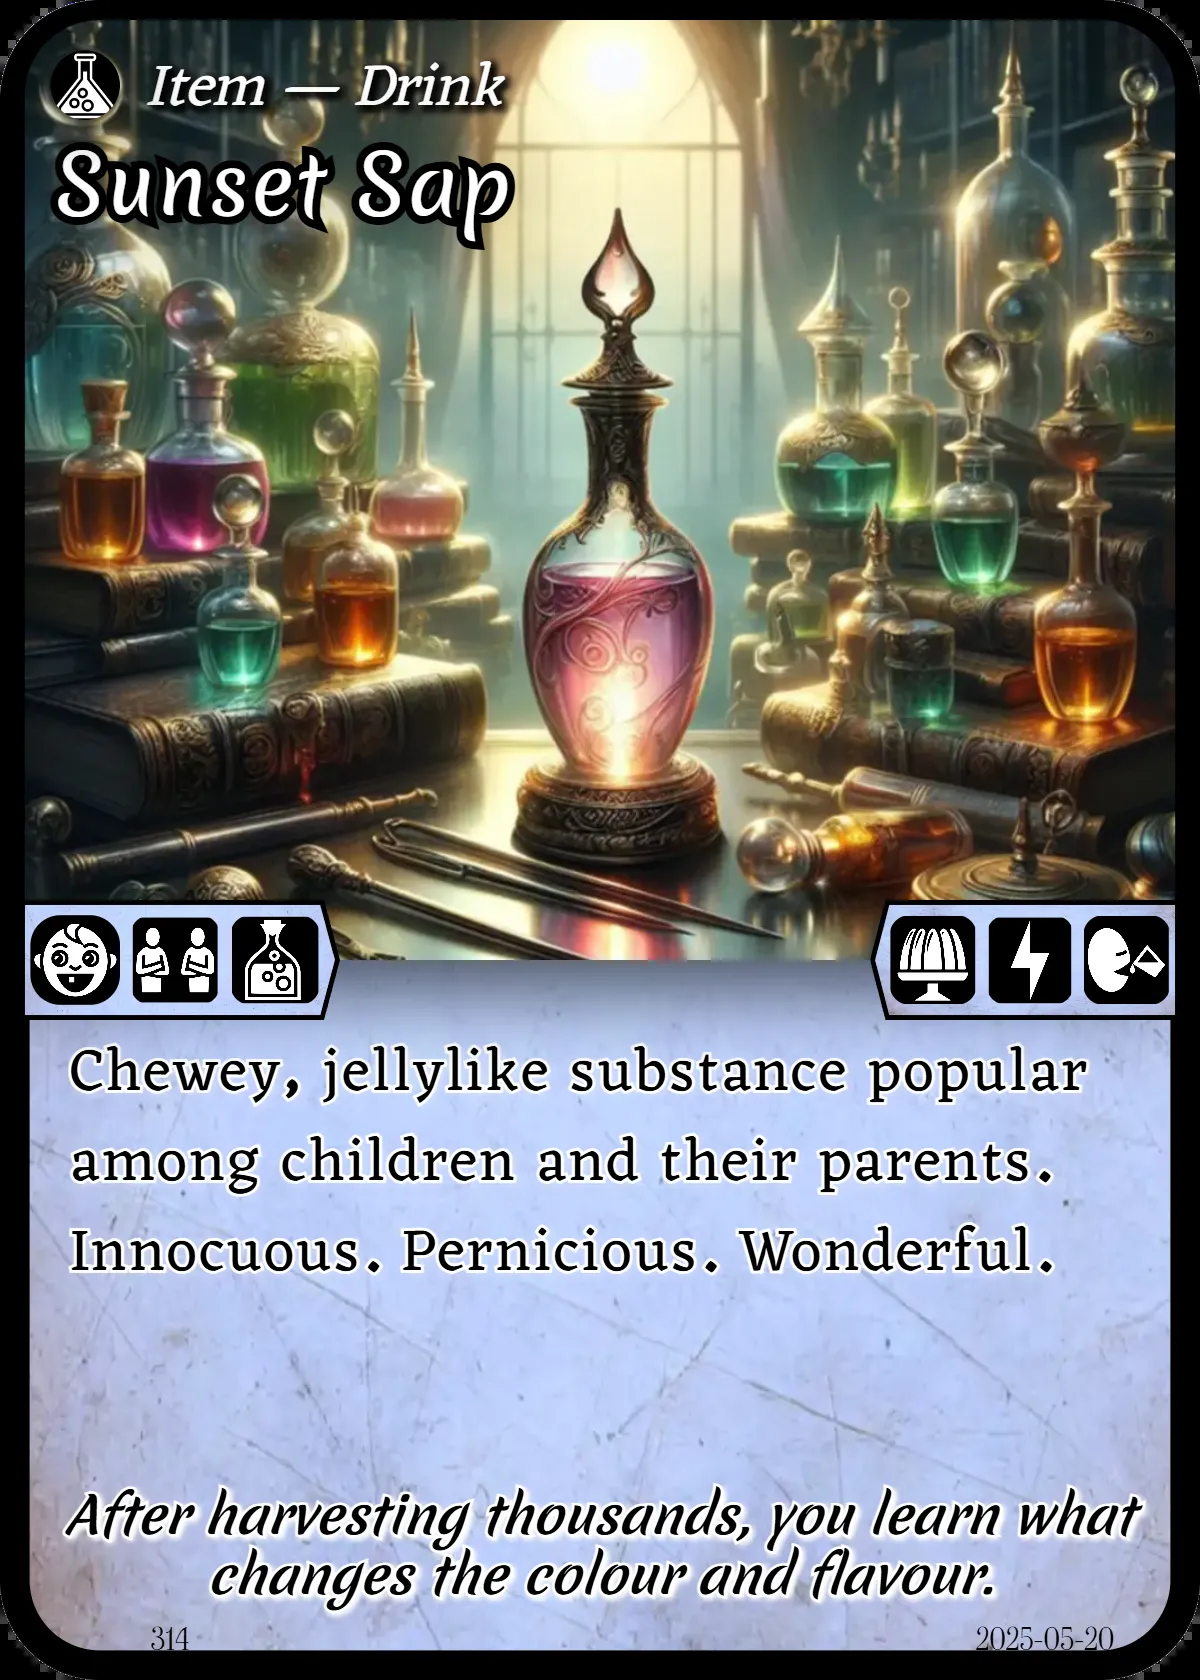 Item — Drink
Sunset Sap
Chewey, jellylike substance popular
among children and their parents.
Innocuous. Pernicious. Wonderful.
After harvesting thousands, you learn what
changes the colour and flavour.
314
2025-05-20